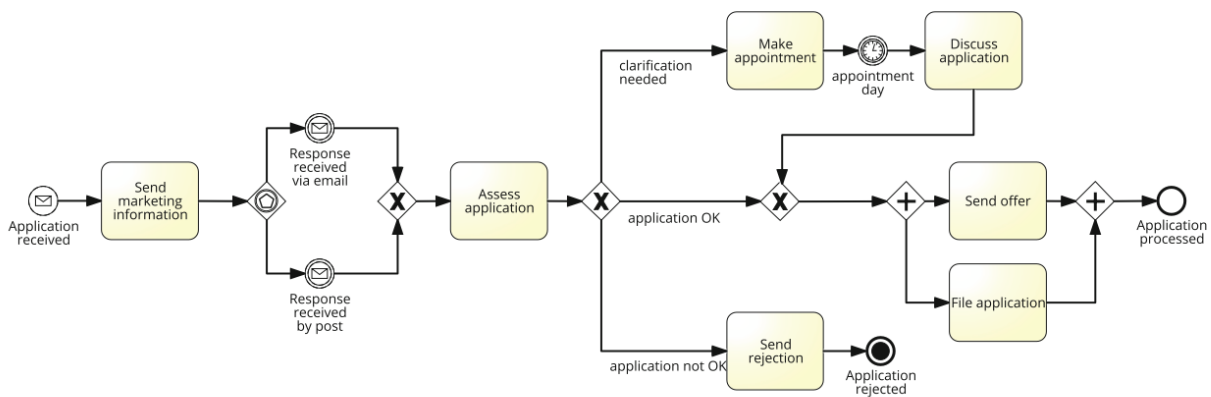 Application
received
Send
marketing
information
Response
received
via email
Response
received
by post
X
Assess
application
X
clarification
needed
Make
appointment
appointment
day
Discuss
application
application OK
X
Send offer
File application
Application
processed
application not OK
Send
rejection
Application
rejected